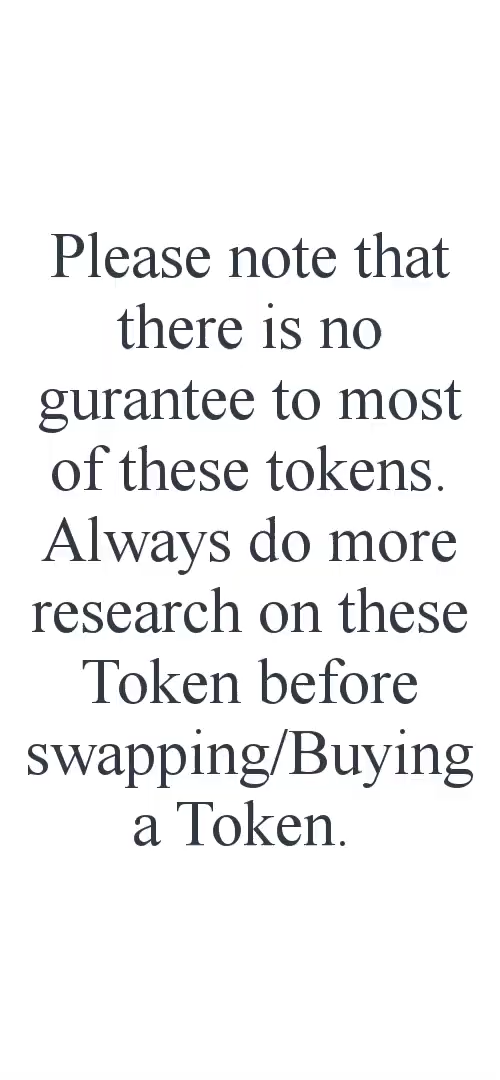 Please note that
there is no
gurantee to most
of these tokens.
Always do more
research on these
Token before
swapping/Buying
a Token.